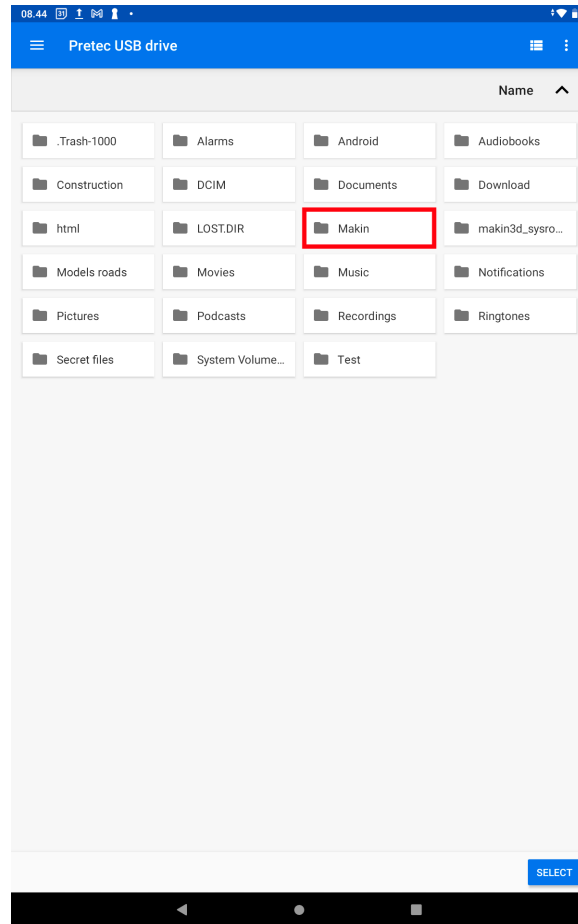 08.44 31
Pretec USB drive
Name
.Trash-1000 Alarms Android Audiobooks
Construction DCIM Documents Download
html LOST.DIR Makin makin3d_sysro...
Models roads Movies Music Notifications
Pictures Podcasts Recordings Ringtones
Secret files System Volume... Test
SELECT